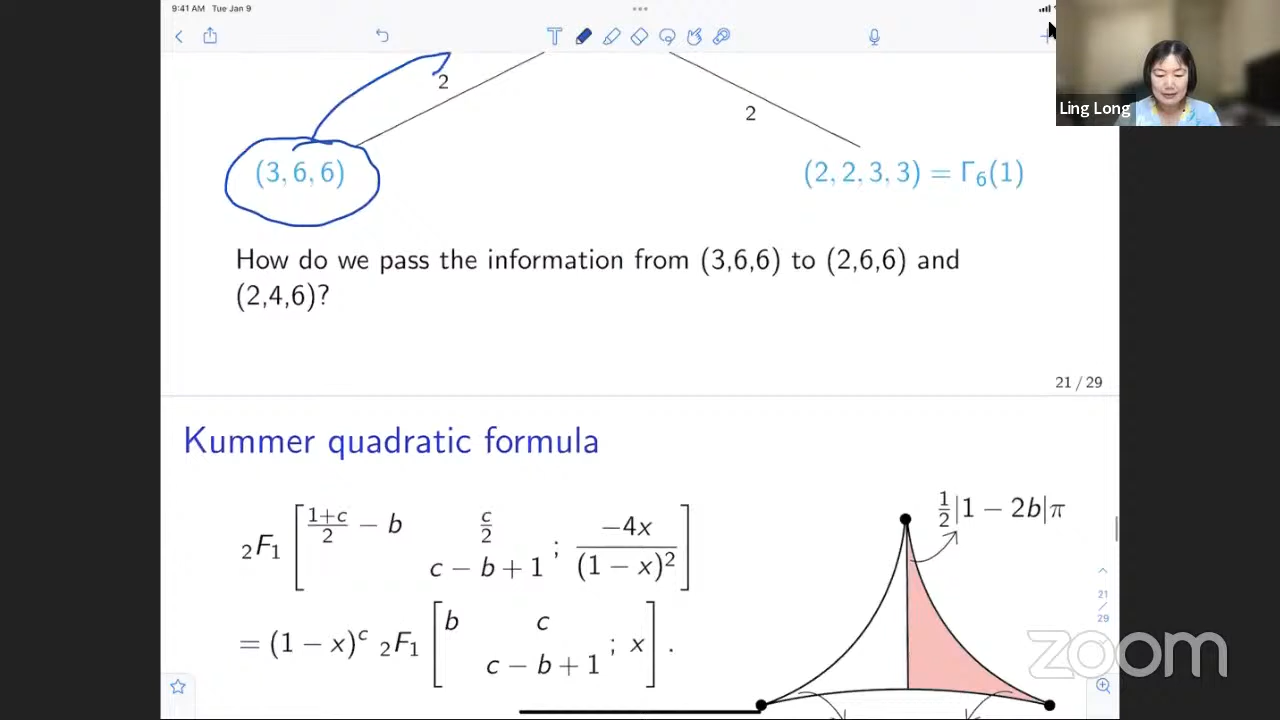 9:41 AM Tue Jan 9
Ling Long
2
2
(3, 6, 6)
(2, 2, 3, 3) = Γ₆(1)
How do we pass the information from (3,6,6) to (2,6,6) and
(2,4,6)?
21 / 29
Kummer quadratic formula
½|1 − 2b|π
₂F₁ [ (1+c)/2 − b c/2 ; −4x/(1 − x)²
c − b + 1 ]
= (1 − x)ᶜ ₂F₁ [ b c ; x ] .
c − b + 1
21
/
29
zoom